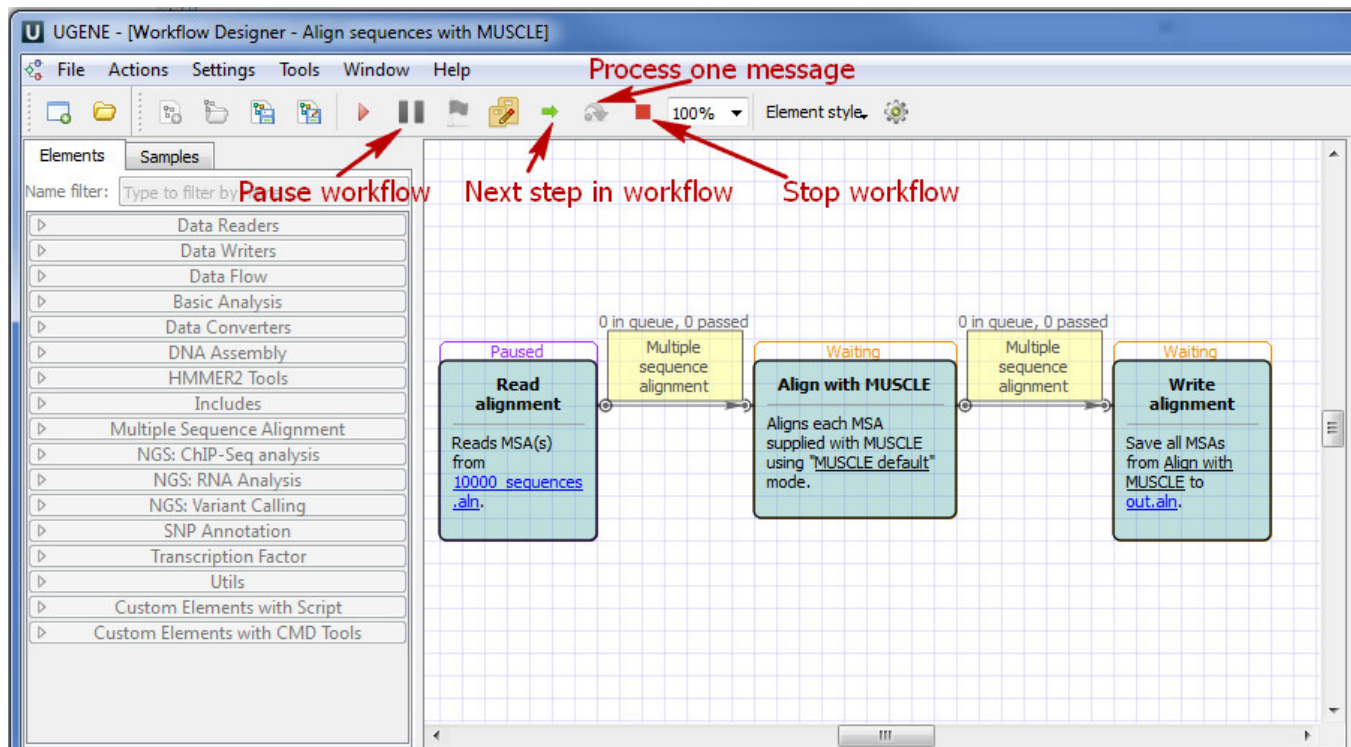 UGENE - [Workflow Designer - Align sequences with MUSCLE]
File Actions Settings Tools Window Help
Process one message
100%
Element style
Elements
Samples
Pause workflow
Next step in workflow
Stop workflow
Name filter:
Type to filter by
Data Readers
Data Writers
Data Flow
Basic Analysis
Data Converters
DNA Assembly
HMMER2 Tools
Includes
Multiple Sequence Alignment
NGS: ChIP-Seq analysis
NGS: RNA Analysis
NGS: Variant Calling
SNP Annotation
Transcription Factor
Utils
Custom Elements with Script
Custom Elements with CMD Tools
Paused
Read
alignment
Reads MSA(s)
from
10000_sequences
.aln.
0 in queue, 0 passed
Multiple
sequence
alignment
Waiting
Align with MUSCLE
Aligns each MSA
supplied with MUSCLE
using "MUSCLE default"
mode.
0 in queue, 0 passed
Multiple
sequence
alignment
Waiting
Write
alignment
Save all MSAs
from Align with
MUSCLE to
out.aln.